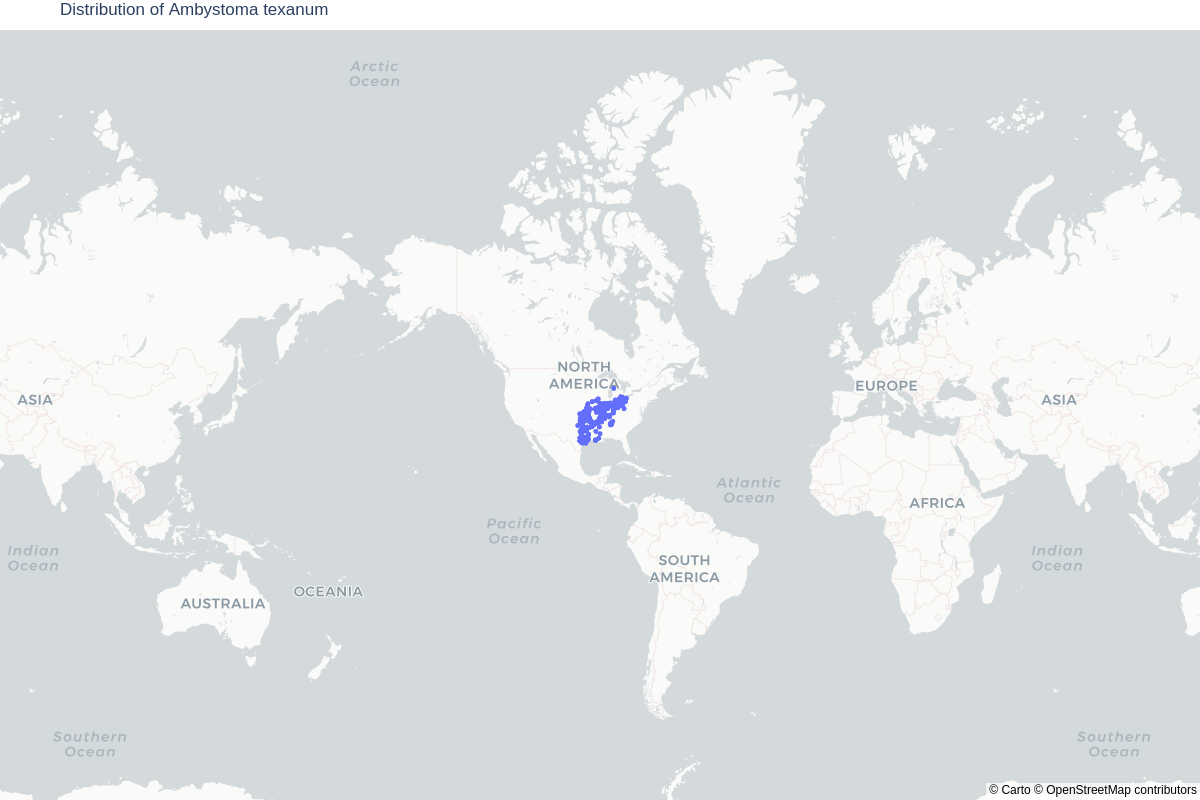 Distribution of Ambystoma texanum
Arctic
Ocean
NORTH
AMERICA
ASIA
EUROPE
ASIA
Atlantic
Ocean
AFRICA
Pacific
Ocean
Indian
Ocean
Indian
Ocean
SOUTH
AMERICA
OCEANIA
AUSTRALIA
Southern
Ocean
Southern
Ocean
© Carto © OpenStreetMap contributors